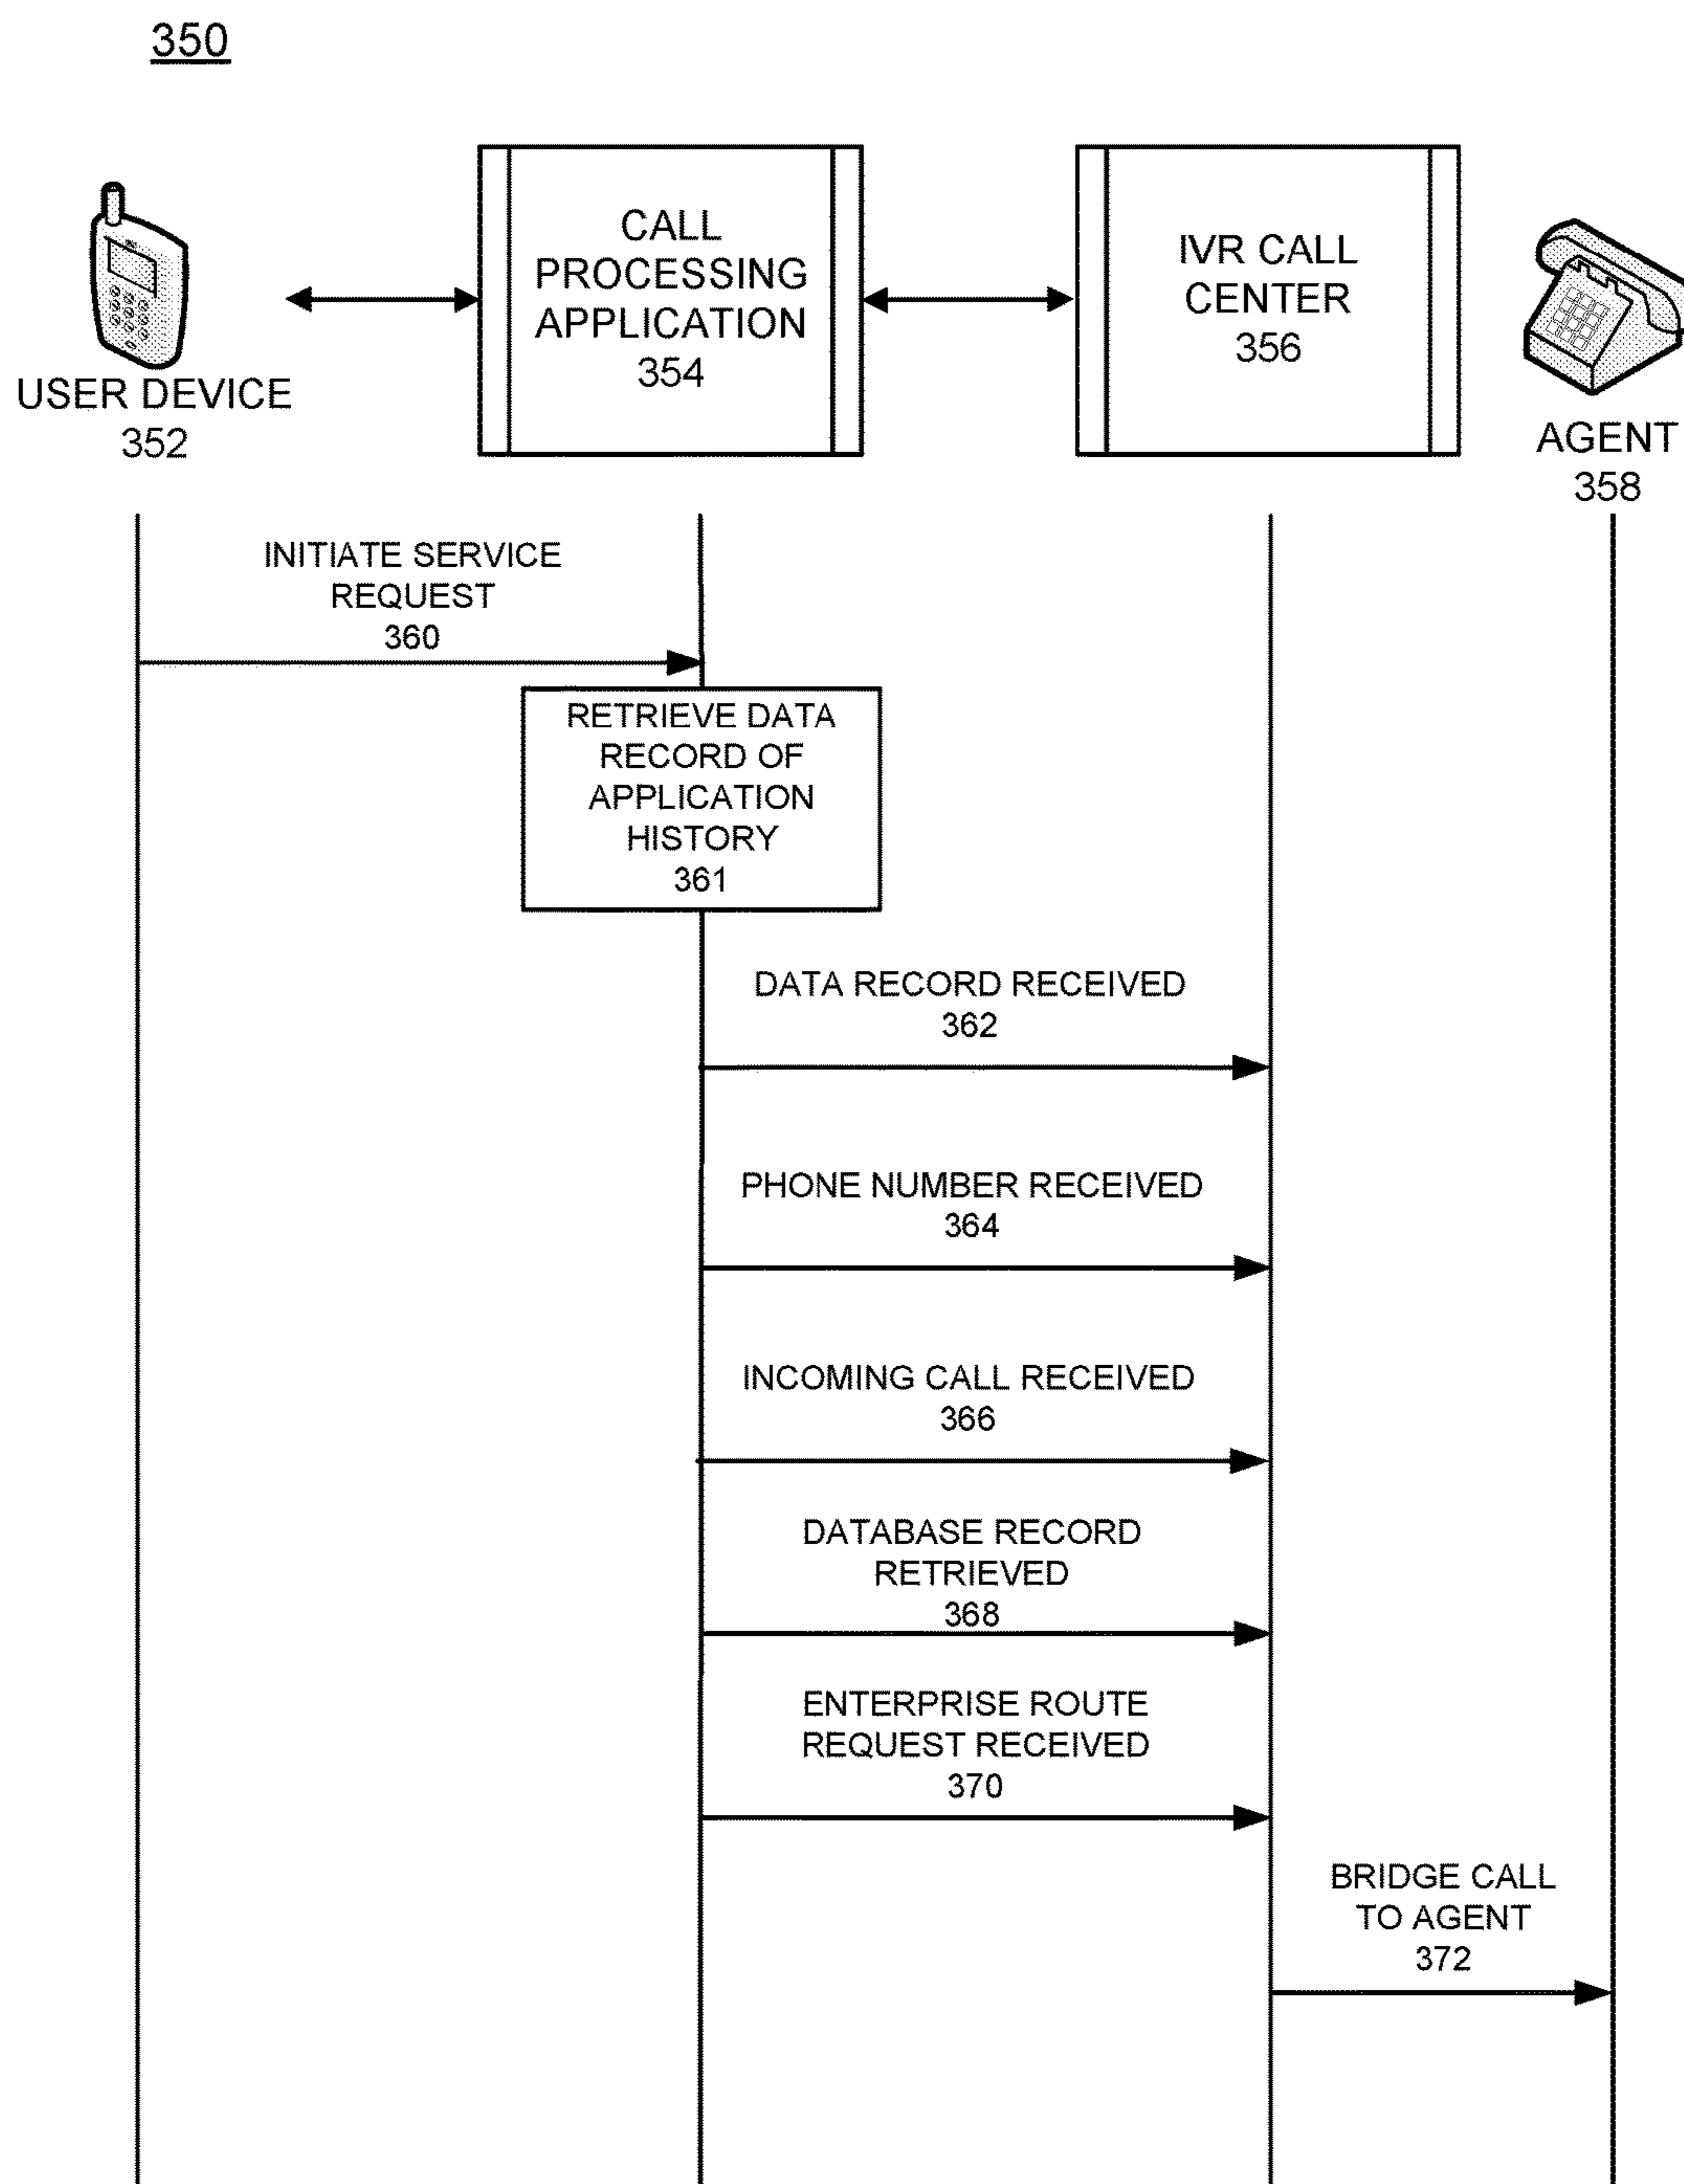 350
CALL
PROCESSING
APPLICATION
354
IVR CALL
CENTER
356
USER DEVICE
352
AGENT
358
INITIATE SERVICE
REQUEST
360
RETRIEVE DATA
RECORD OF
APPLICATION
HISTORY
361
DATA RECORD RECEIVED
362
PHONE NUMBER RECEIVED
364
INCOMING CALL RECEIVED
366
DATABASE RECORD
RETRIEVED
368
ENTERPRISE ROUTE
REQUEST RECEIVED
370
BRIDGE CALL
TO AGENT
372